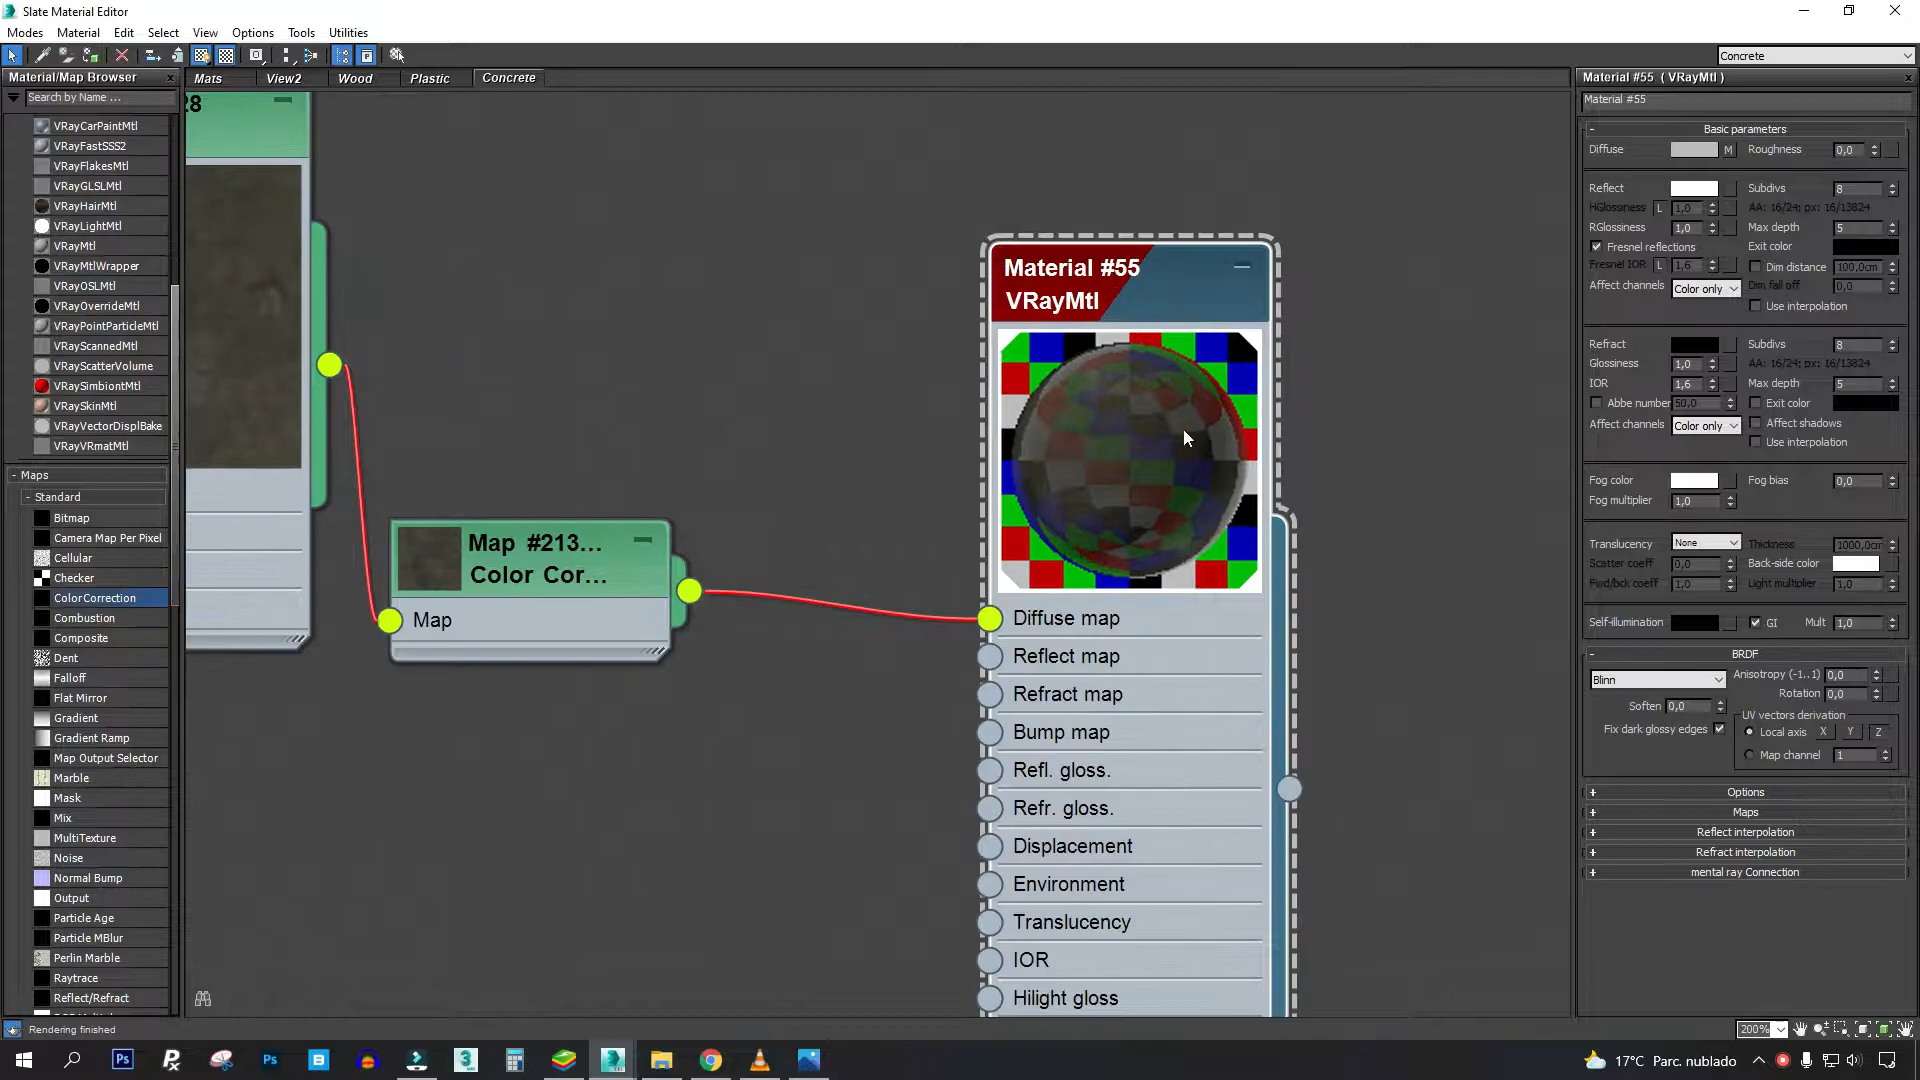 Slate Material Editor
Modes Material Edit Select View Options Tools Utilities
Concrete
Material/Map Browser
Mats View2 Wood Plastic Concrete
Material #55 ( VRayMtl )
Search by Name ...
Material #55
28
VRayCarPaintMtl
VRayFastSSS2
VRayFlakesMtl
VRayGLSLMtl
VRayHairMtl
VRayLightMtl
VRayMtl
VRayMtlWrapper
VRayOSLMtl
VRayOverrideMtl
VRayPointParticleMtl
VRayScannedMtl
VRayScatterVolume
VRaySimbiontMtl
VRaySkinMtl
VRayVectorDisplBake
VRayVRmatMtl
- Maps
- Standard
Bitmap
Camera Map Per Pixel
Cellular
Checker
Color Correction
Combustion
Composite
Dent
Falloff
Flat Mirror
Gradient
Gradient Ramp
Map Output Selector
Marble
Mask
Mix
MultiTexture
Noise
Normal Bump
Output
Particle Age
Particle MBlur
Perlin Marble
Raytrace
Reflect/Refract
Map #213...
Color Cor...
Map
Material #55
VRayMtl
Diffuse map
Reflect map
Refract map
Bump map
Refl. gloss.
Refr. gloss.
Displacement
Environment
Translucency
IOR
Hilight gloss
- Basic parameters
Diffuse M Roughness 0,0
Reflect Subdivs 8
HGlossiness L 1,0 AA: 16/24; px: 16/13824
RGlossiness 1,0 Max depth 5
Fresnel reflections Exit color
Fresnel IOR L 1,6 Dim distance 100,0cm
Affect channels Color only Dim fall off 0,0
Use interpolation
Refract Subdivs 8
Glossiness 1,0 AA: 16/24; px: 16/13824
IOR 1,6 Max depth 5
Abbe number 50,0 Exit color
Affect channels Color only Affect shadows
Use interpolation
Fog color Fog bias 0,0
Fog multiplier 1,0
Translucency None Thickness 1000,0cm
Scatter coeff 0,0 Back-side color
Fwd/bck coeff 1,0 Light multiplier 1,0
Self-illumination GI Mult 1,0
- BRDF
Blinn Anisotropy (-1..1) 0,0
Rotation 0,0
Soften 0,0 UV vectors derivation
Fix dark glossy edges Local axis X Y Z
Map channel 1
+ Options
+ Maps
+ Reflect interpolation
+ Refract interpolation
+ mental ray Connection
Rendering finished
200%
17°C Parc. nublado